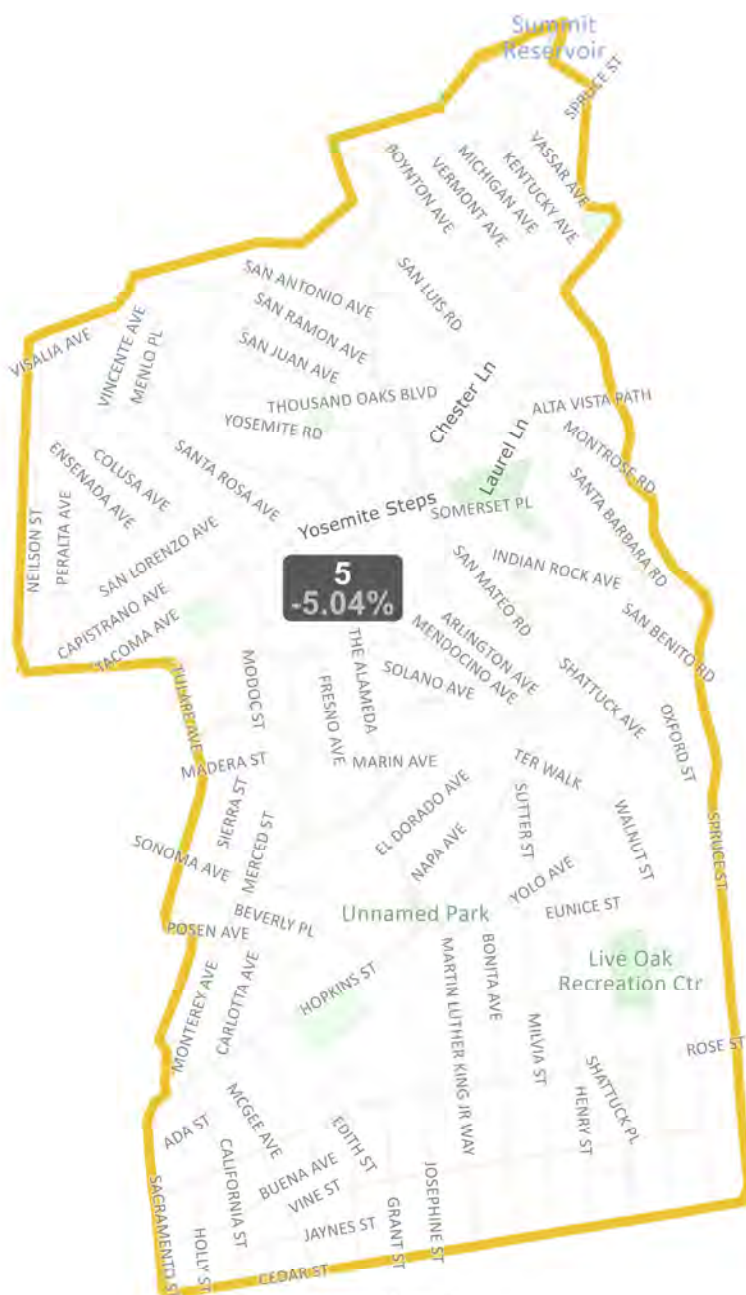 Summit
Reservoir
SPRUCE ST
VASSAR AVE
KENTUCKY AVE
MICHIGAN AVE
VERMONT AVE
BOYNTON AVE
SAN LUIS RD
SAN ANTONIO AVE
SAN RAMON AVE
SAN JUAN AVE
VISALIA AVE
VINCENTE AVE
MENLO PL
THOUSAND OAKS BLVD
YOSEMITE RD
Chester Ln
Laurel Ln
ALTA VISTA PATH
MONTROSE RD
SANTA BARBARA RD
COLUSA AVE
ENSENADA AVE
SANTA ROSA AVE
Yosemite Steps
SOMERSET PL
NEILSON ST
PERALTA AVE
SAN LORENZO AVE
CAPISTRANO AVE
TACOMA AVE
5
-5.04%
SAN MATEO RD
INDIAN ROCK AVE
SAN BENITO RD
ARLINGTON AVE
MENDOCINO AVE
SOLANO AVE
THE ALAMEDA
FRESNO AVE
MODOC ST
TULARE AVE
SHATTUCK AVE
OXFORD ST
MADERA ST
MARIN AVE
TER WALK
SIERRA ST
MERCED ST
EL DORADO AVE
NAPA AVE
SUTTER ST
WALNUT ST
SPRUCE ST
SONOMA AVE
YOLO AVE
EUNICE ST
BEVERLY PL
POSEN AVE
Unnamed Park
Live Oak
Recreation Ctr
HOPKINS ST
MARTIN LUTHER KING JR WAY
BONITA AVE
MILVIA ST
MONTEREY AVE
CARLOTTA AVE
ROSE ST
SHATTUCK PL
HENRY ST
ADA ST
MCGEE AVE
CALIFORNIA ST
EDITH ST
BUENA AVE
VINE ST
JAYNES ST
GRANT ST
JOSEPHINE ST
SACRAMENTO ST
HOLLY ST
CEDAR ST